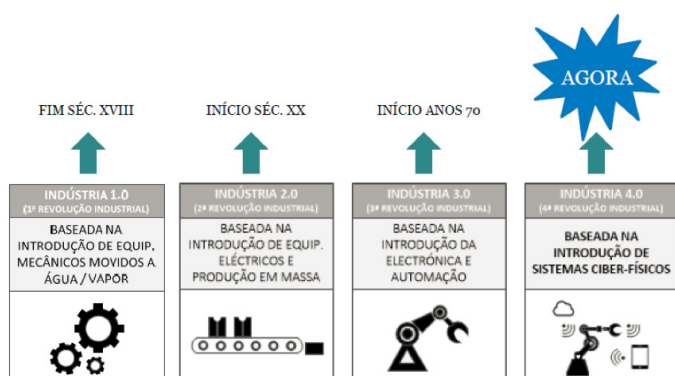 AGORA
FIM SÉC. XVIII
INÍCIO SÉC. XX
INÍCIO ANOS 70
INDÚSTRIA 1.0
(1ª REVOLUÇÃO INDUSTRIAL)
BASEADA NA
INTRODUÇÃO DE EQUIP.
MECÂNICOS MOVIDOS A
ÁGUA / VAPOR
INDÚSTRIA 2.0
(2ª REVOLUÇÃO INDUSTRIAL)
BASEADA NA
INTRODUÇÃO DE EQUIP.
ELÉCTRICOS E
PRODUÇÃO EM MASSA
INDÚSTRIA 3.0
(3ª REVOLUÇÃO INDUSTRIAL)
BASEADA NA
INTRODUÇÃO DA
ELECTRÓNICA E
AUTOMAÇÃO
INDÚSTRIA 4.0
(4ª REVOLUÇÃO INDUSTRIAL)
BASEADA NA
INTRODUÇÃO DE
SISTEMAS CIBER-FÍSICOS